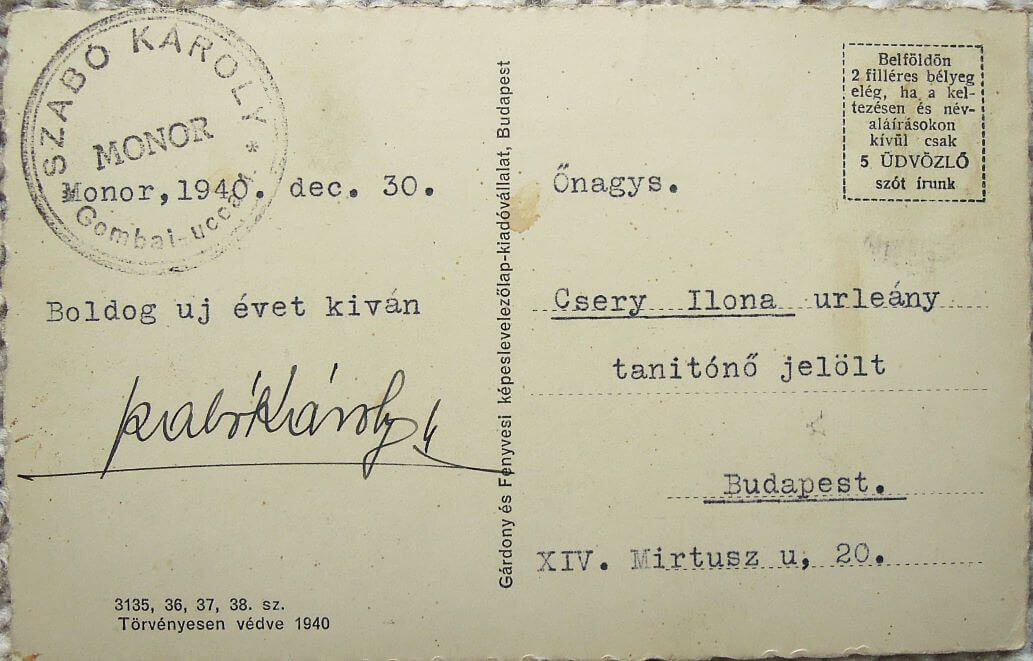 SZABÓ KÁROLY *
MONOR
Gombai-ucca
Monor, 1940. dec. 30.
Boldog uj évet kiván
Szabó Károly
3135, 36, 37, 38. sz.
Törvényesen védve 1940
Gárdony és Fenyvesi képeslevelezőlap-kiadóvállalat, Budapest
Belföldön
2 filléres bélyeg
elég, ha a kel-
tezésen és név-
aláírásokon
kívül csak
5 ÜDVÖZLŐ
szót írunk
Őnagys.
Csery Ilona urleány
tanitónő jelölt
Budapest.
XIV. Mirtusz u, 20.